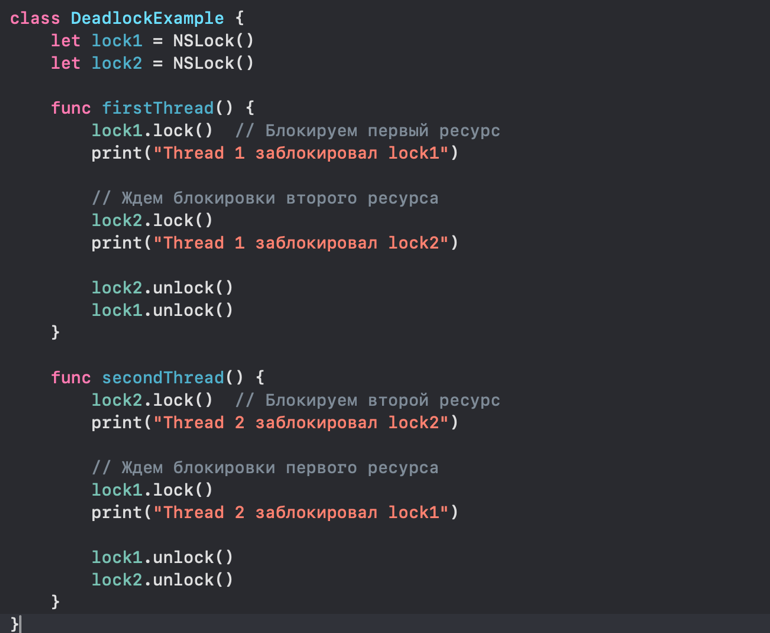 class DeadlockExample {
    let lock1 = NSLock()
    let lock2 = NSLock()

    func firstThread() {
        lock1.lock()  // Блокируем первый ресурс
        print("Thread 1 заблокировал lock1")

        // Ждем блокировки второго ресурса
        lock2.lock()
        print("Thread 1 заблокировал lock2")

        lock2.unlock()
        lock1.unlock()
    }

    func secondThread() {
        lock2.lock()  // Блокируем второй ресурс
        print("Thread 2 заблокировал lock2")

        // Ждем блокировки первого ресурса
        lock1.lock()
        print("Thread 2 заблокировал lock1")

        lock1.unlock()
        lock2.unlock()
    }
}